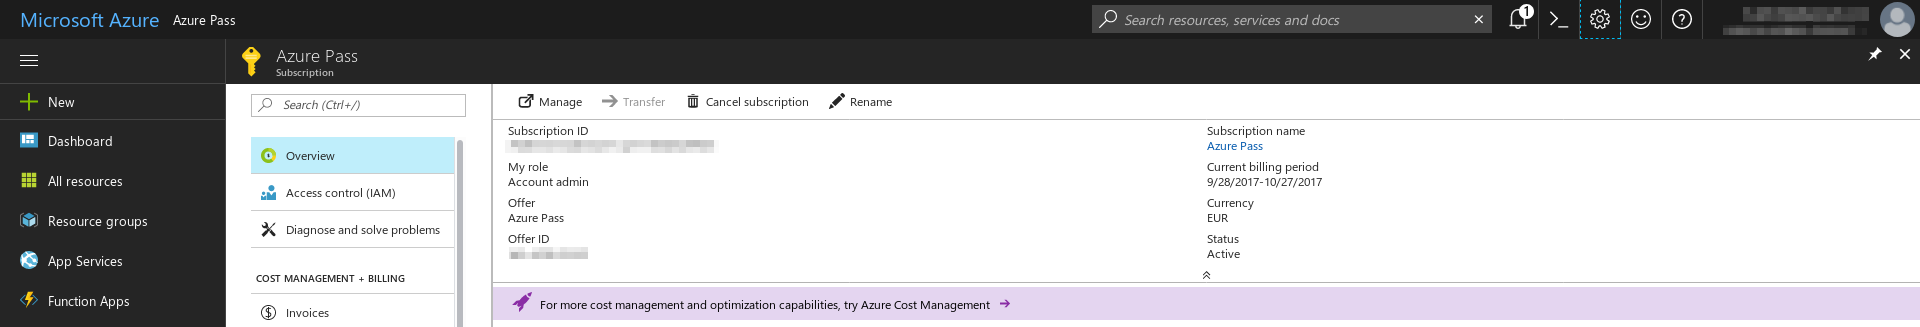 Microsoft Azure Azure Pass
Search resources, services and docs
1
Azure Pass
Subscription
New
Dashboard
All resources
Resource groups
App Services
Function Apps
Search (Ctrl+/)
Overview
Access control (IAM)
Diagnose and solve problems
COST MANAGEMENT + BILLING
Invoices
Manage Transfer Cancel subscription Rename
Subscription ID
My role
Account admin
Offer
Azure Pass
Offer ID
Subscription name
Azure Pass
Current billing period
9/28/2017-10/27/2017
Currency
EUR
Status
Active
For more cost management and optimization capabilities, try Azure Cost Management